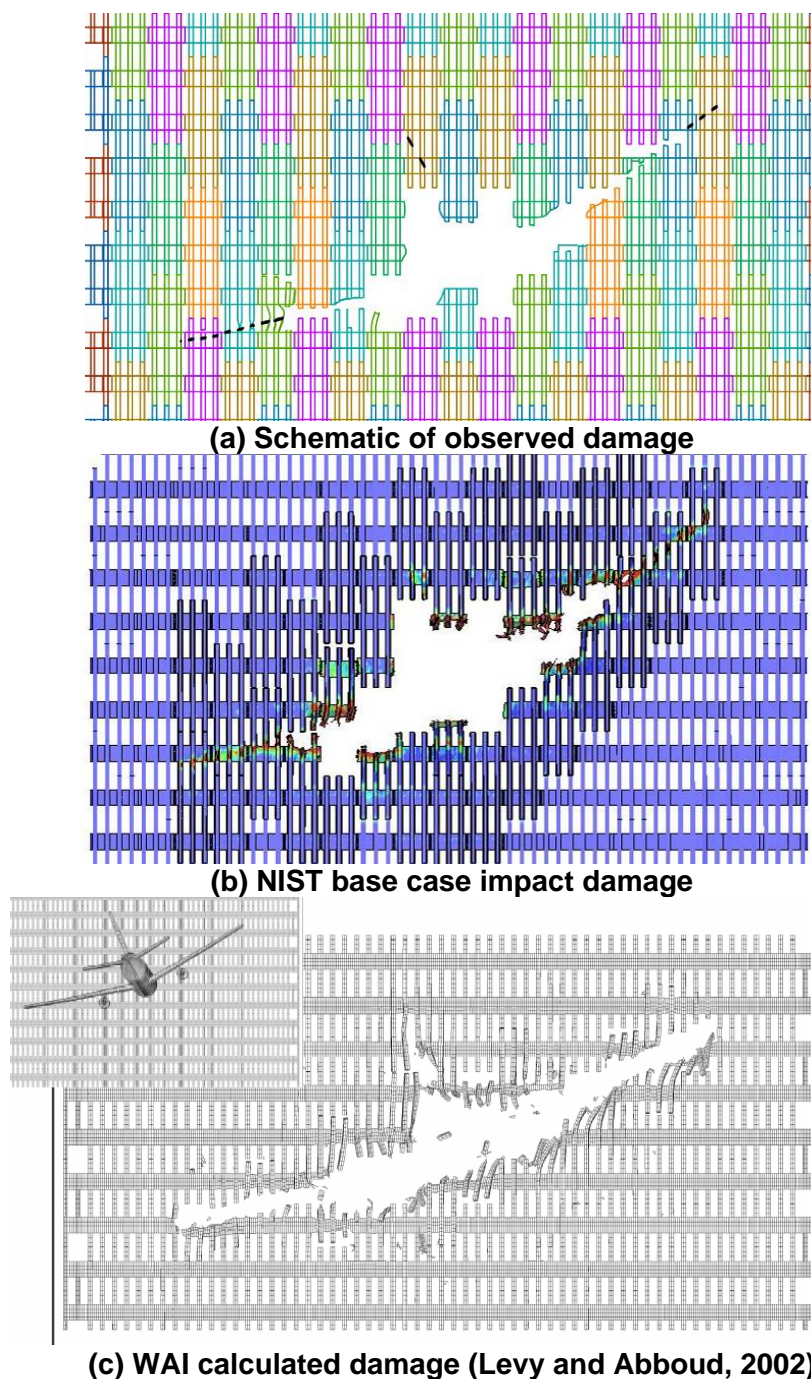 (a) Schematic of observed damage
(b) NIST base case impact damage
(c) WAI calculated damage (Levy and Abboud, 2002)